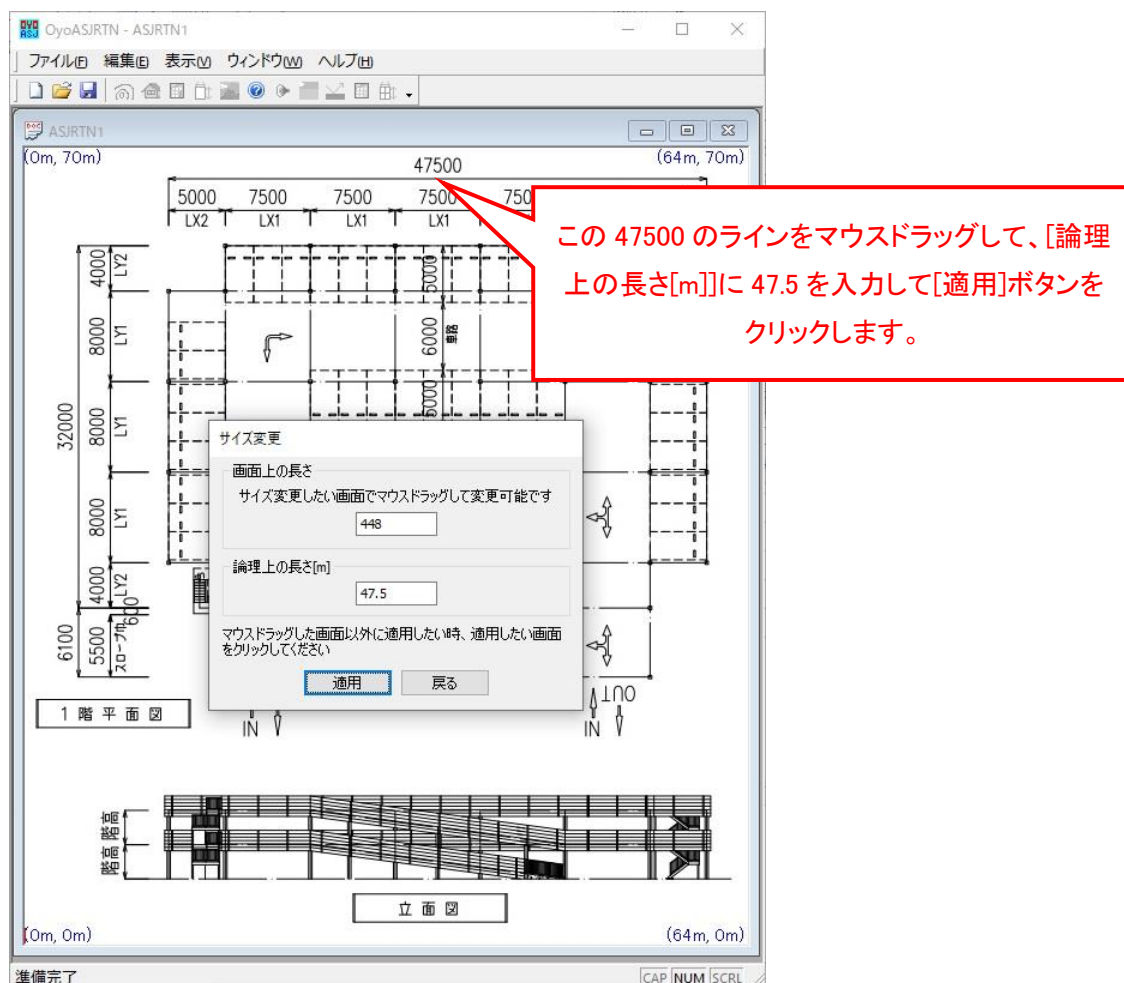 OyoASJRTN - ASJRTN1
ファイル(F) 編集(E) 表示(V) ウィンドウ(W) ヘルプ(H)
ASJRTN1
(0m, 70m)
(64m, 70m)
47500
5000 7500 7500 7500 750
LX2 LX1 LX1 LX1
この 47500 のラインをマウスドラッグして、[論理
上の長さ[m]]に 47.5 を入力して[適用]ボタンを
クリックします。
4000 LY2
5000
8000 LY1
6000 車路
32000
8000 LY1
5000
8000 LY1
4000 LY2
600
6100
5500
スロープ巾
サイズ変更
画面上の長さ
サイズ変更したい画面でマウスドラッグして変更可能です
448
論理上の長さ[m]
47.5
マウスドラッグした画面以外に適用したい時、適用したい画面
をクリックしてください
適用 戻る
1 階 平 面 図
IN
OUT
IN
階高
階高
立 面 図
(0m, 0m)
(64m, 0m)
準備完了
CAP NUM SCRL